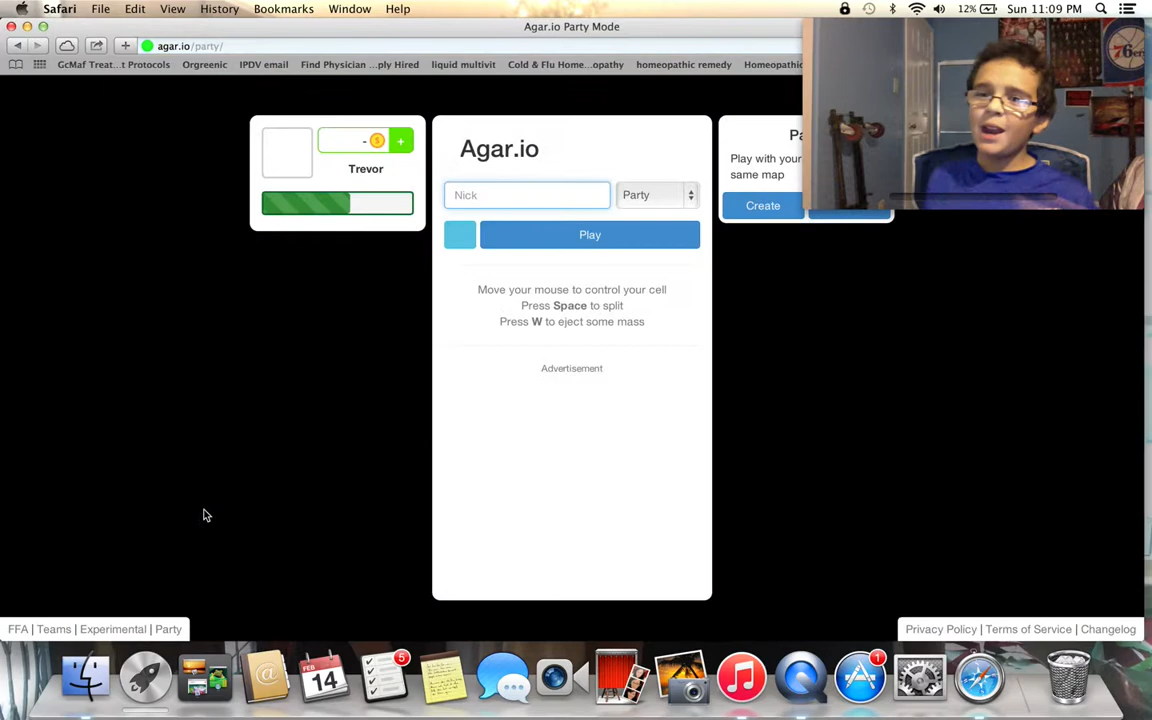 Safari File Edit View History Bookmarks Window Help 12% Sun 11:09 PM
Agar.io Party Mode
agar.io/party/
GcMaf Treat...t Protocols Orgreenic IPDV email Find Physician ...ply Hired liquid multivit Cold & Flu Home...opathy homeopathic remedy Homeopathic
76ers
- +
Trevor
Agar.io
Nick Party
Play
Move your mouse to control your cell
Press Space to split
Press W to eject some mass
Advertisement
Play with your
same map
Create
FFA | Teams | Experimental | Party
Privacy Policy | Terms of Service | Changelog
FEB
14
5
1